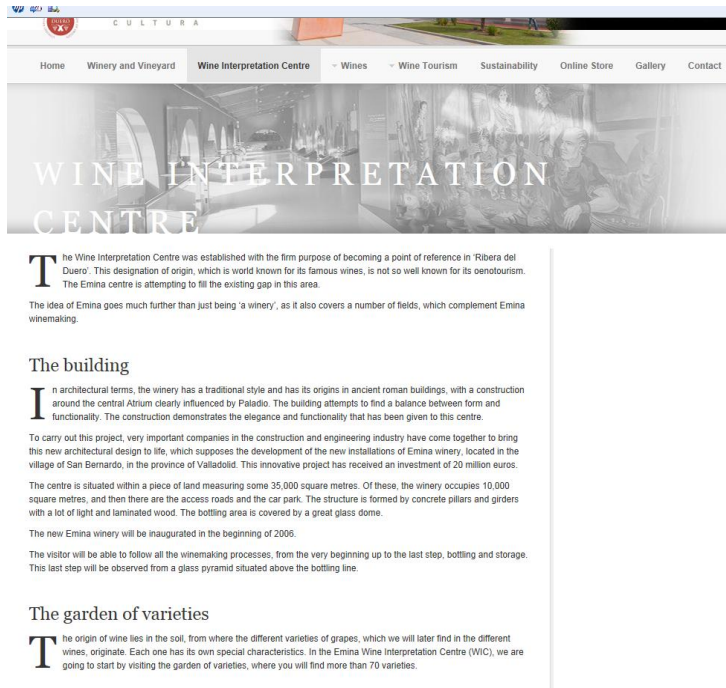 DUERO
X
CULTURA
Home Winery and Vineyard Wine Interpretation Centre Wines Wine Tourism Sustainability Online Store Gallery Contact
WINE INTERPRETATION
CENTRE
The Wine Interpretation Centre was established with the firm purpose of becoming a point of reference in 'Ribera del
Duero'. This designation of origin, which is world known for its famous wines, is not so well known for its oenotourism.
The Emina centre is attempting to fill the existing gap in this area.
The idea of Emina goes much further than just being 'a winery', as it also covers a number of fields, which complement Emina
winemaking.
The building
In architectural terms, the winery has a traditional style and has its origins in ancient roman buildings, with a construction
around the central Atrium clearly influenced by Paladio. The building attempts to find a balance between form and
functionality. The construction demonstrates the elegance and functionality that has been given to this centre.
To carry out this project, very important companies in the construction and engineering industry have come together to bring
this new architectural design to life, which supposes the development of the new installations of Emina winery, located in the
village of San Bernardo, in the province of Valladolid. This innovative project has received an investment of 20 million euros.
The centre is situated within a piece of land measuring some 35,000 square metres. Of these, the winery occupies 10,000
square metres, and then there are the access roads and the car park. The structure is formed by concrete pillars and girders
with a lot of light and laminated wood. The bottling area is covered by a great glass dome.
The new Emina winery will be inaugurated in the beginning of 2006.
The visitor will be able to follow all the winemaking processes, from the very beginning up to the last step, bottling and storage.
This last step will be observed from a glass pyramid situated above the bottling line.
The garden of varieties
The origin of wine lies in the soil, from where the different varieties of grapes, which we will later find in the different
wines, originate. Each one has its own special characteristics. In the Emina Wine Interpretation Centre (WIC), we are
going to start by visiting the garden of varieties, where you will find more than 70 varieties.